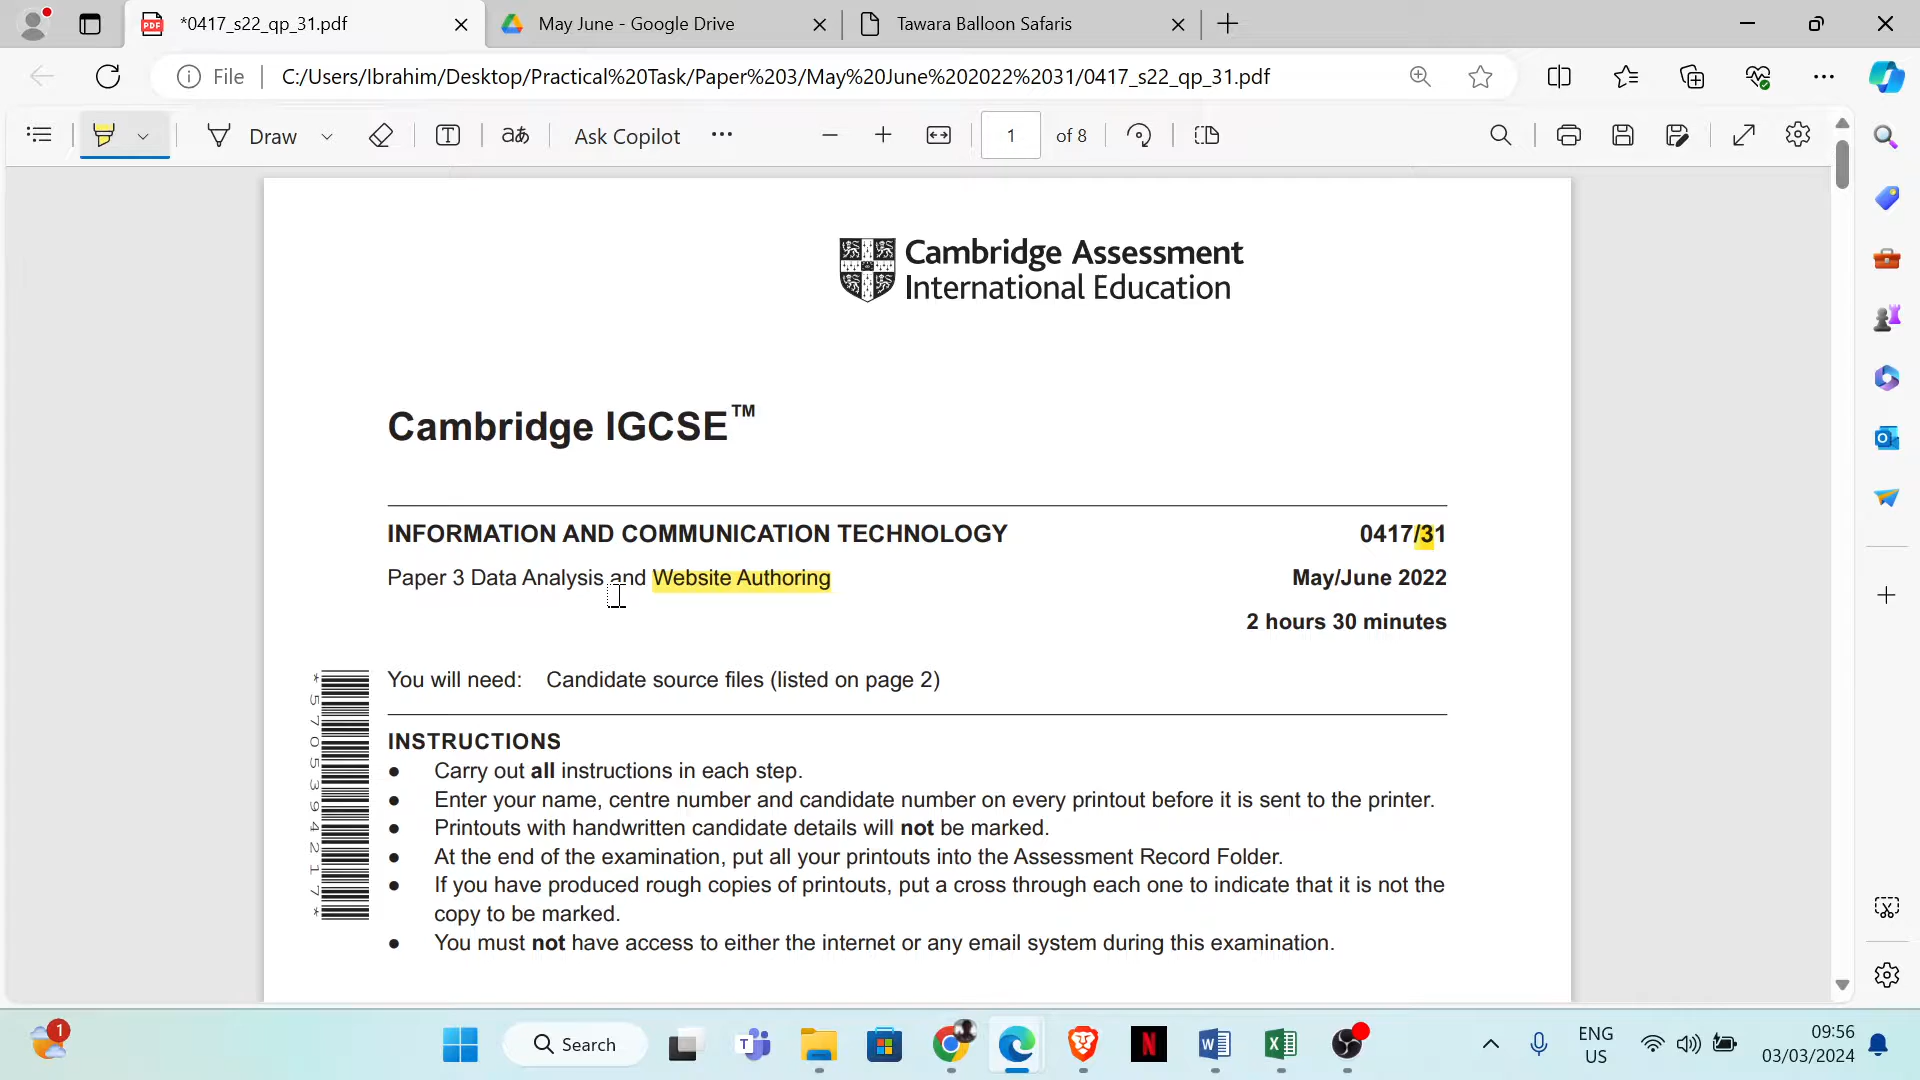 *0417_s22_qp_31.pdf
May June - Google Drive
Tawara Balloon Safaris
File
C:/Users/Ibrahim/Desktop/Practical%20Task/Paper%203/May%20June%202022%2031/0417_s22_qp_31.pdf
Draw
aあ
Ask Copilot
1
of 8
Cambridge Assessment
International Education
Cambridge IGCSE™
INFORMATION AND COMMUNICATION TECHNOLOGY
0417/31
Paper 3 Data Analysis and Website Authoring
May/June 2022
2 hours 30 minutes
You will need: Candidate source files (listed on page 2)
*5705394217*
INSTRUCTIONS
● Carry out all instructions in each step.
● Enter your name, centre number and candidate number on every printout before it is sent to the printer.
● Printouts with handwritten candidate details will not be marked.
● At the end of the examination, put all your printouts into the Assessment Record Folder.
● If you have produced rough copies of printouts, put a cross through each one to indicate that it is not the
copy to be marked.
● You must not have access to either the internet or any email system during this examination.
1
Search
ENG
US
09:56
03/03/2024